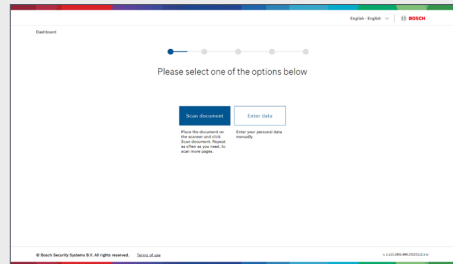 English - English
BOSCH
Dashboard
Please select one of the options below
Scan document
Enter data
Place the document on
the scanner and click
Scan document. Repeat
as often as you need, to
scan more pages.
Enter your personal data
manually.
© Bosch Security Systems B.V. All rights reserved.
Terms of use